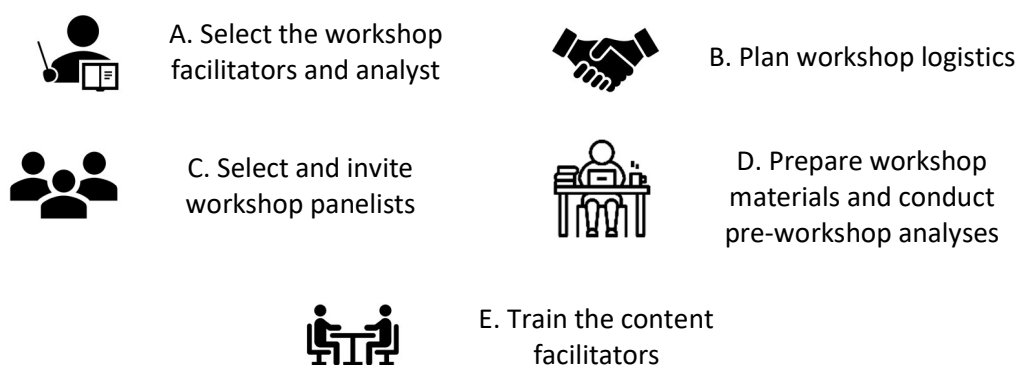 A. Select the workshop
facilitators and analyst
B. Plan workshop logistics
C. Select and invite
workshop panelists
D. Prepare workshop
materials and conduct
pre-workshop analyses
E. Train the content
facilitators